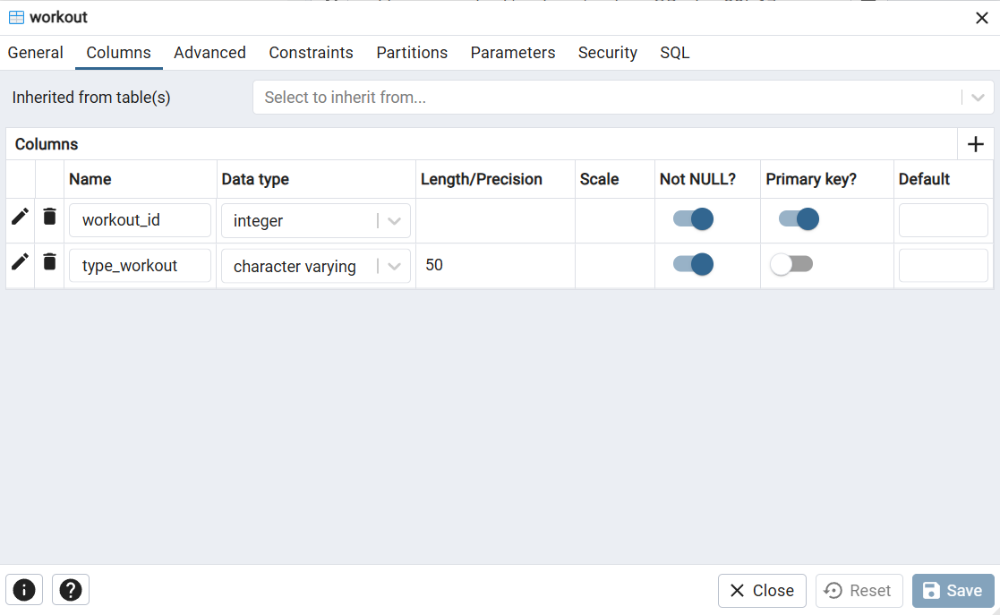 workout
General Columns Advanced Constraints Partitions Parameters Security SQL
Inherited from table(s) Select to inherit from...
Columns
Name Data type Length/Precision Scale Not NULL? Primary key? Default
workout_id integer
type_workout character varying 50
Close Reset Save